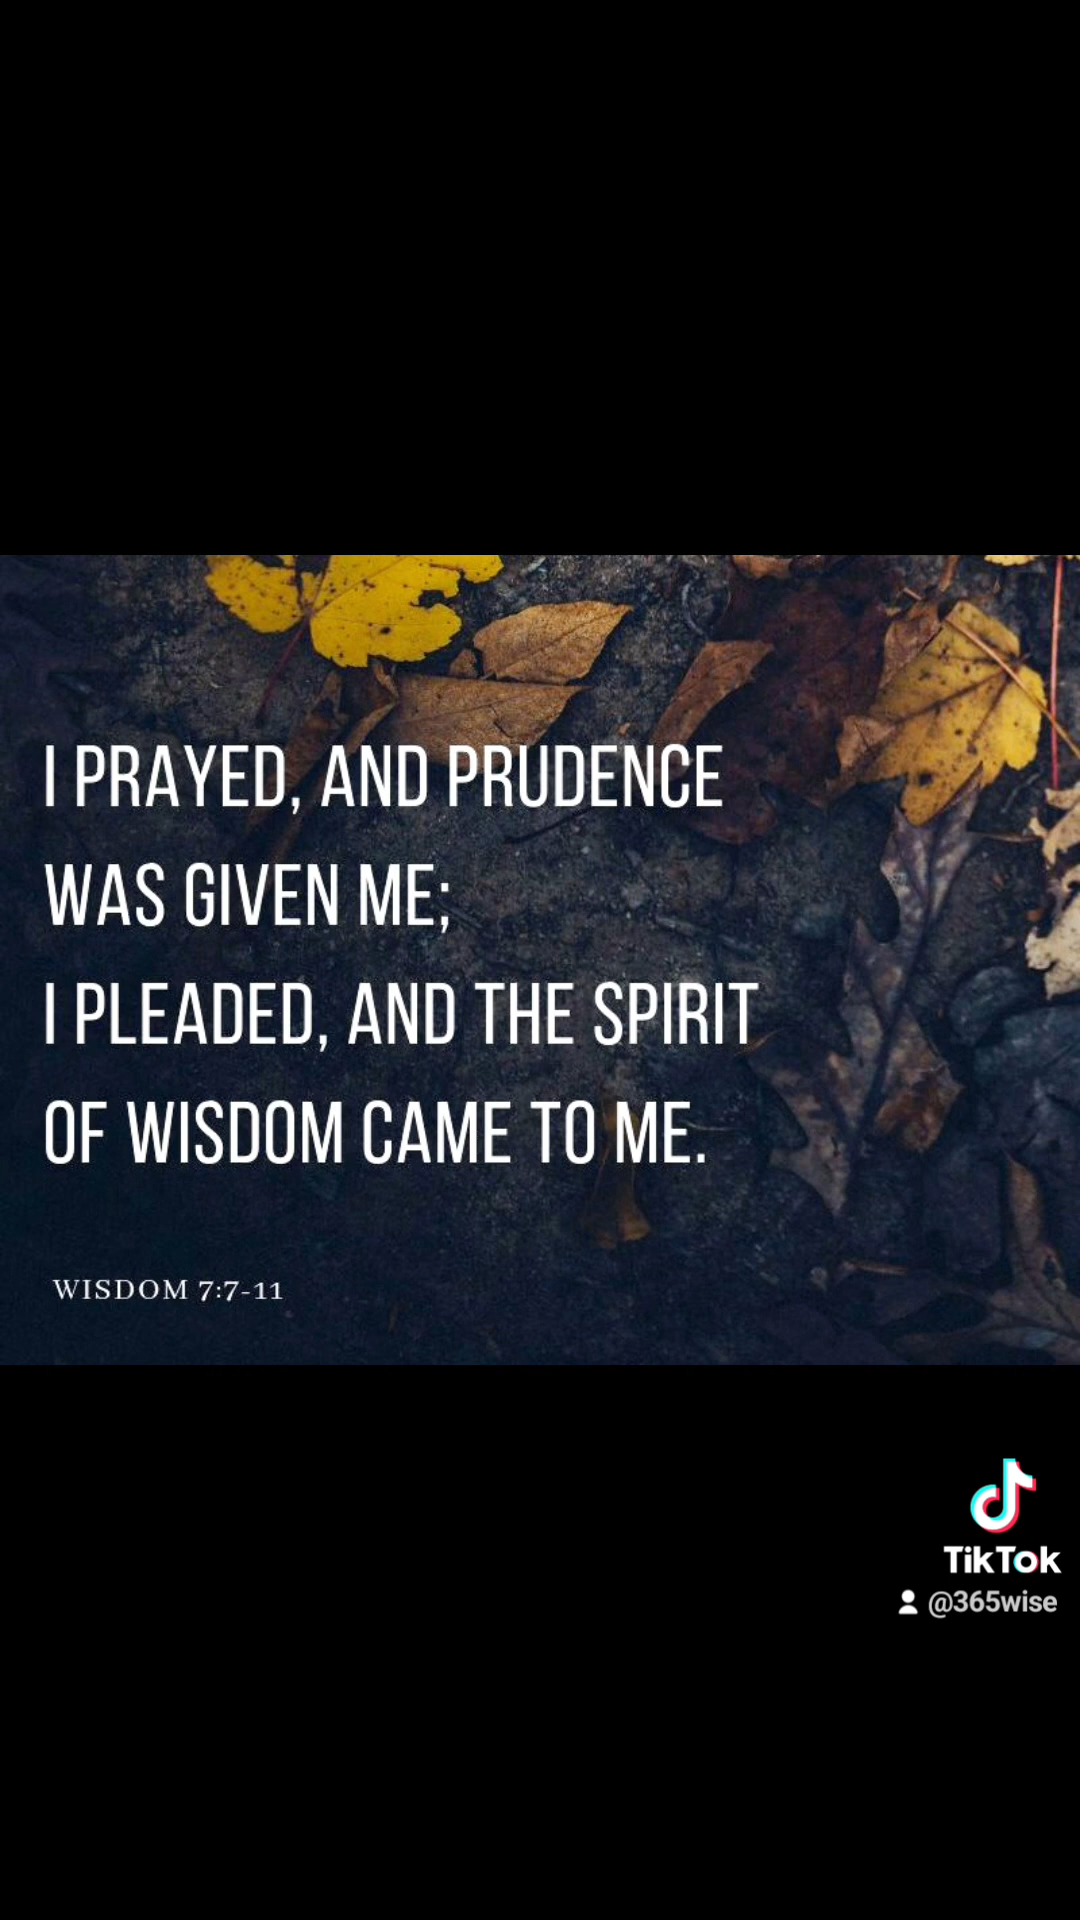 I PRAYED, AND PRUDENCE
WAS GIVEN ME;
I PLEADED, AND THE SPIRIT
OF WISDOM CAME TO ME.
WISDOM 7:7-11
TikTok
@365wise